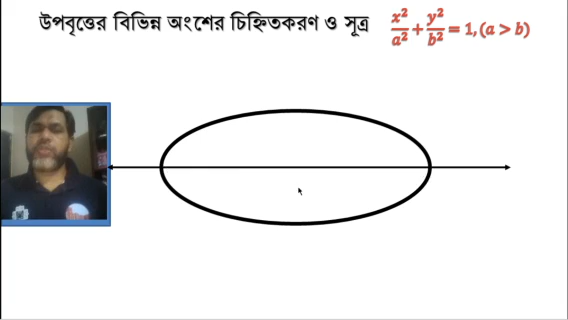 উপবৃত্তের বিভিন্ন অংশের চিহ্নিতকরণ ও সূত্র x²/a² + y²/b² = 1, (a > b)